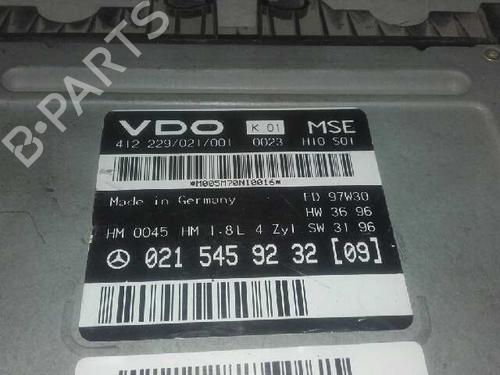 B-PARTS
VDO K 01 MSE
412 229/021/001 0023 H10 S01
*M005M70N10016*
Made in Germany FD 97W30
HW 36 96
HM 0045 HM 1.8L 4 Zyl SW 31 96
021 545 92 32 [09]